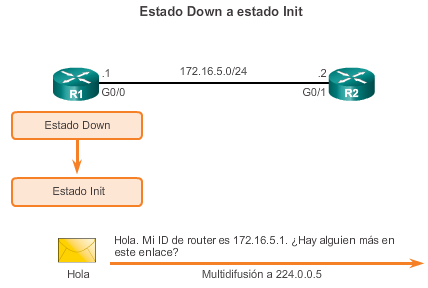 Estado Down a estado Init
172.16.5.0/24
.1
.2
R1
G0/0
G0/1
R2
Estado Down
Estado Init
Hola. Mi ID de router es 172.16.5.1. ¿Hay alguien más en
este enlace?
Hola
Multidifusión a 224.0.0.5